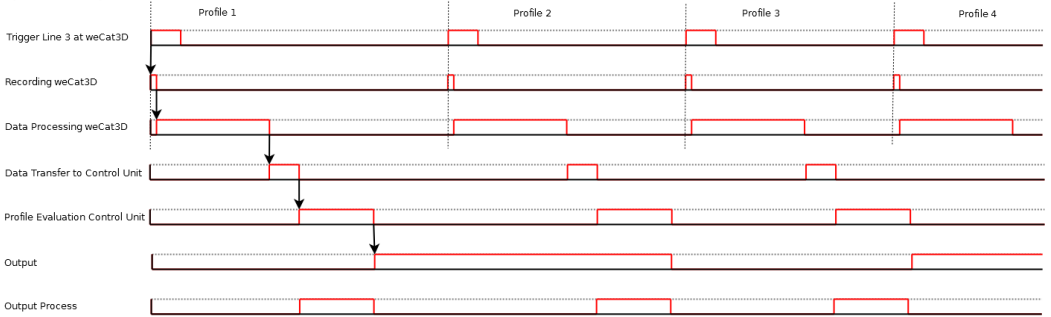 Profile 1
Profile 2
Profile 3
Profile 4
Trigger Line 3 at weCat3D
Recording weCat3D
Data Processing weCat3D
Data Transfer to Control Unit
Profile Evaluation Control Unit
Output
Output Process